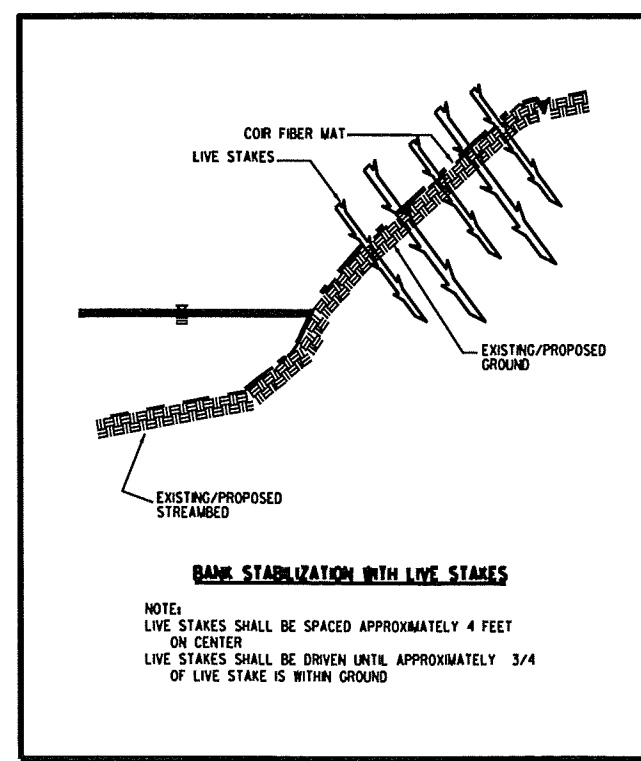 COIR FIBER MAT
LIVE STAKES
EXISTING/PROPOSED
GROUND
EXISTING/PROPOSED
STREAMBED
BANK STABILIZATION WITH LIVE STAKES
NOTE:
LIVE STAKES SHALL BE SPACED APPROXIMATELY 4 FEET
ON CENTER
LIVE STAKES SHALL BE DRIVEN UNTIL APPROXIMATELY 3/4
OF LIVE STAKE IS WITHIN GROUND